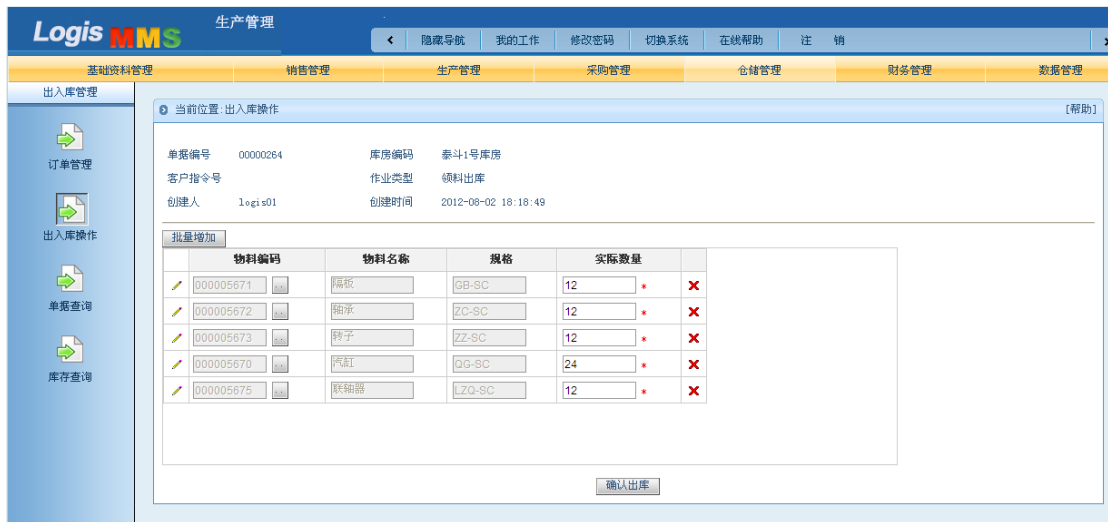 Logis MMS 生产管理
隐藏导航 我的工作 修改密码 切换系统 在线帮助 注 销
基础资料管理 销售管理 生产管理 采购管理 仓储管理 财务管理 数据管理
出入库管理
当前位置:出入库操作 [帮助]
订单管理
出入库操作
单据查询
库存查询
单据编号 00000264 库房编码 泰斗1号库房
客户指令号 作业类型 领料出库
创建人 logis01 创建时间 2012-08-02 18:18:49
批量增加
物料编码 物料名称 规格 实际数量
000005671 .. 隔板 GB-SC 12 *
000005672 .. 轴承 ZC-SC 12 *
000005673 .. 转子 ZZ-SC 12 *
000005670 .. 汽缸 QG-SC 24 *
000005675 .. 联轴器 LZQ-SC 12 *
确认出库